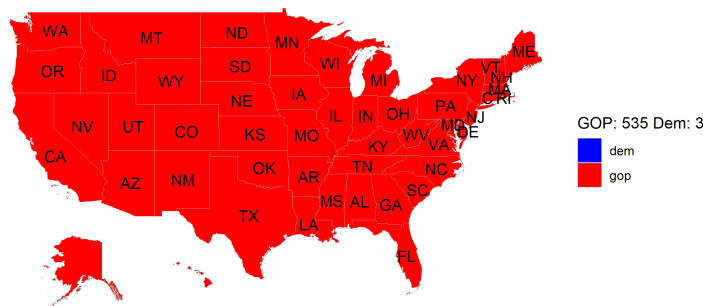 WA
MT
ND
MN
ME
OR
ID
SD
WI
MI
NY
VT
NH
MA
CT
RI
WY
NE
IA
PA
NJ
NV
UT
CO
KS
MO
IL
IN
OH
MD
DE
WV
VA
KY
CA
AZ
NM
OK
AR
TN
NC
SC
TX
LA
MS
AL
GA
FL
GOP: 535 Dem: 3
dem
gop